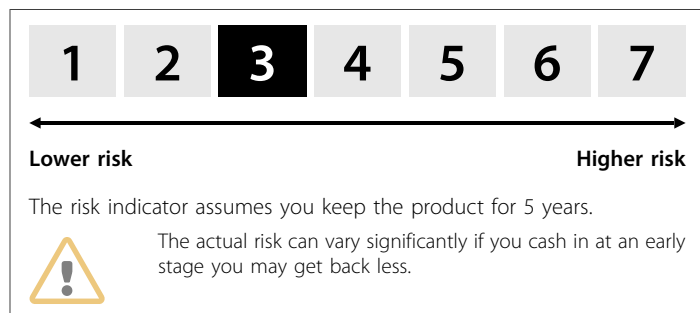 1 2 3 4 5 6 7
Lower risk Higher risk
The risk indicator assumes you keep the product for 5 years.
The actual risk can vary significantly if you cash in at an early
stage you may get back less.